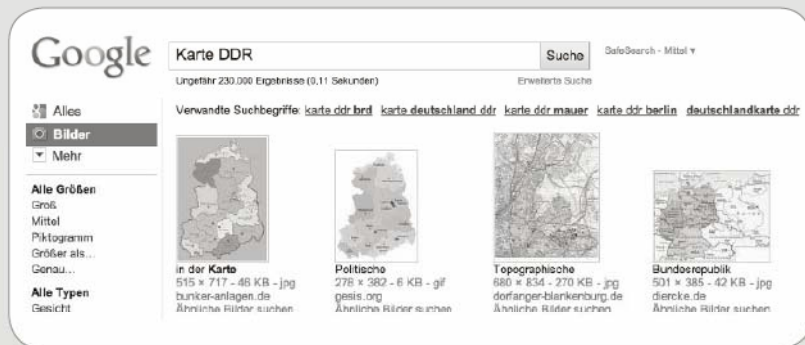 Google
Karte DDR
Suche
SafeSearch - Mittel ▼
Ungefähr 230.000 Ergebnisse (0,11 Sekunden)
Erweiterte Suche
Alles
Bilder
Mehr
Alle Größen
Groß
Mittel
Piktogramm
Größer als...
Genau...
Alle Typen
Gesicht
Verwandte Suchbegriffe: karte ddr brd karte deutschland ddr karte ddr mauer karte ddr berlin deutschlandkarte ddr
in der Karte
515 × 717 - 46 KB - jpg
bunker-anlagen.de
Ähnliche Bilder suchen
Politische
278 × 382 - 6 KB - gif
gesis.org
Ähnliche Bilder suchen
Topographische
680 × 834 - 270 KB - jpg
dorfanger-blankenburg.de
Ähnliche Bilder suchen
Bundesrepublik
501 × 385 - 42 KB - jpg
diercke.de
Ähnliche Bilder suchen